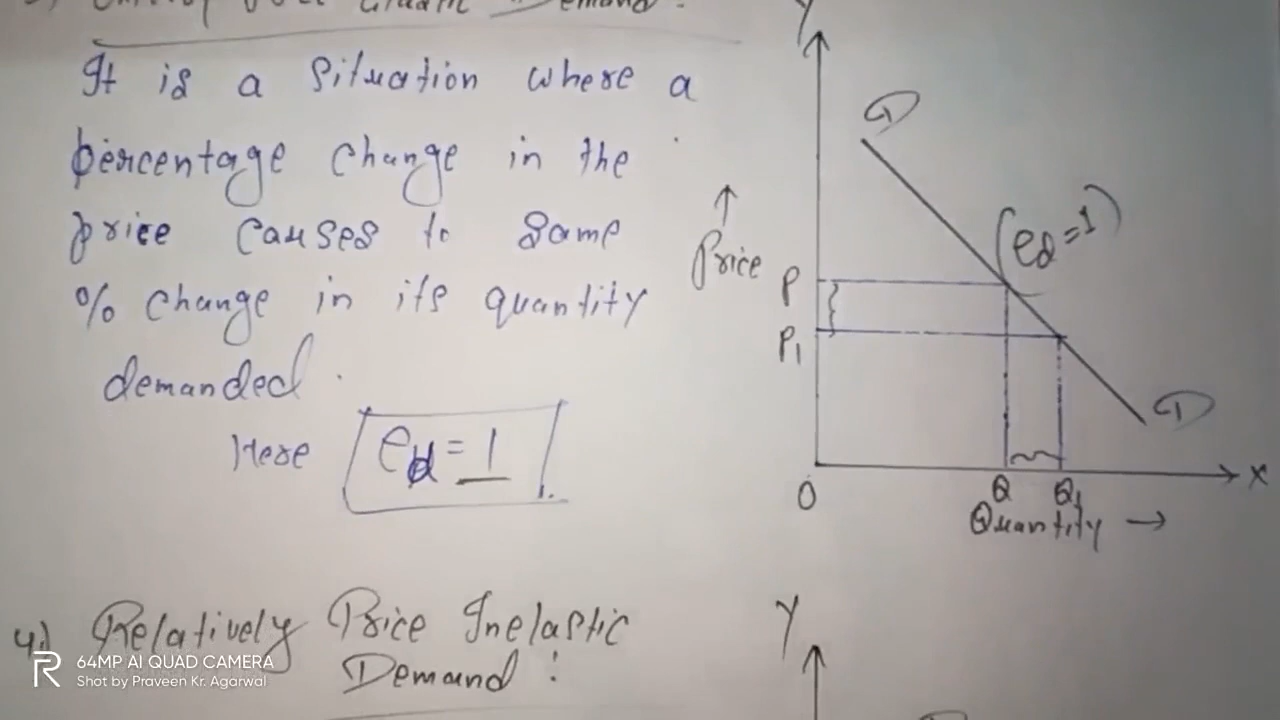 Demand :
It is a situation where a
percentage change in the
price causes to same
% change in its quantity
demanded.
Here ed = 1
Y
D
(ed = 1)
↑
Price
P
P1
D
O
Q
Q1
X
Quantity →
4) Relatively Price Inelastic
Demand :
Y
64MP AI QUAD CAMERA
Shot by Praveen Kr. Agarwal